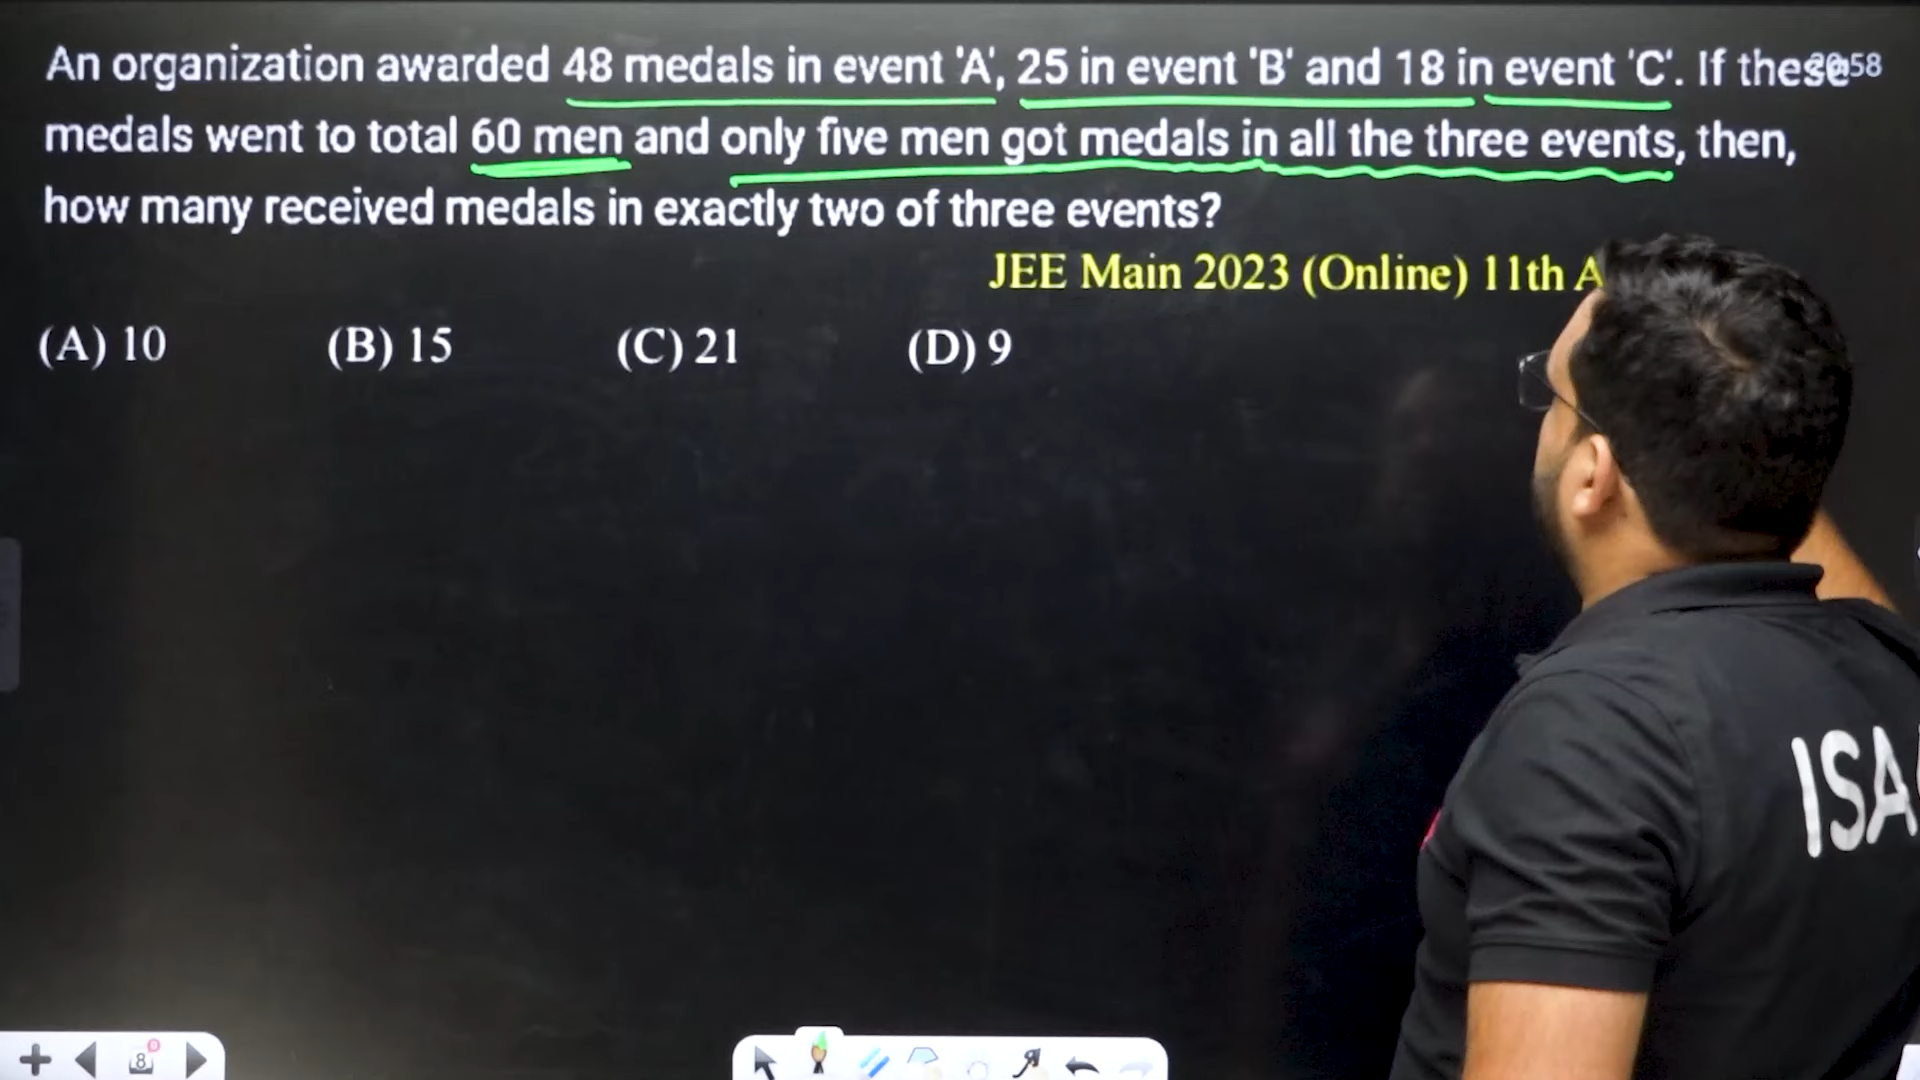 An organization awarded 48 medals in event 'A', 25 in event 'B' and 18 in event 'C'. If these
medals went to total 60 men and only five men got medals in all the three events, then,
how many received medals in exactly two of three events?
JEE Main 2023 (Online) 11th A
(A) 10 (B) 15 (C) 21 (D) 9
ISA
8